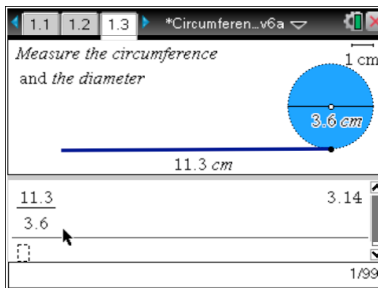 1.1 1.2 1.3 *Circumferen...v6a
Measure the circumference
and the diameter
1 cm
3.6 cm
11.3 cm
11.3
3.6
3.14
1/99